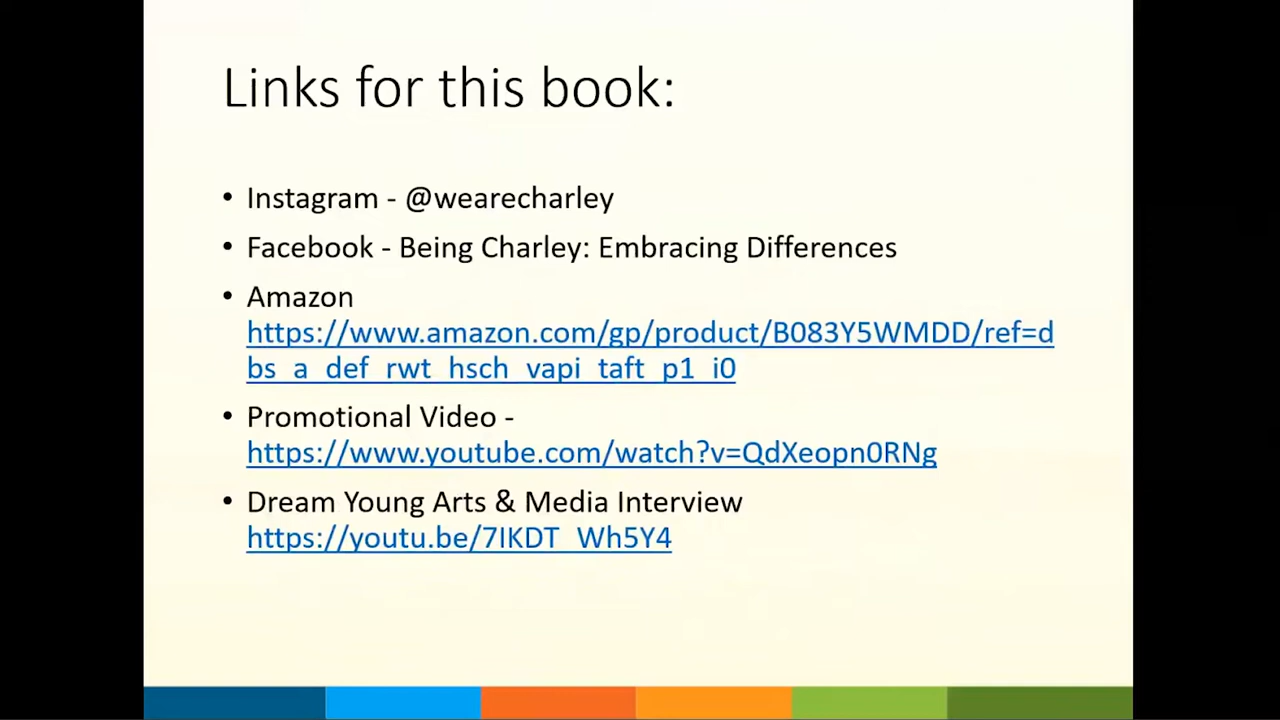 Links for this book:
• Instagram - @wearecharley
• Facebook - Being Charley: Embracing Differences
• Amazon
https://www.amazon.com/gp/product/B083Y5WMDD/ref=d
bs_a_def_rwt_hsch_vapi_taft_p1_i0
• Promotional Video -
https://www.youtube.com/watch?v=QdXeopn0RNg
• Dream Young Arts & Media Interview
https://youtu.be/7IKDT_Wh5Y4